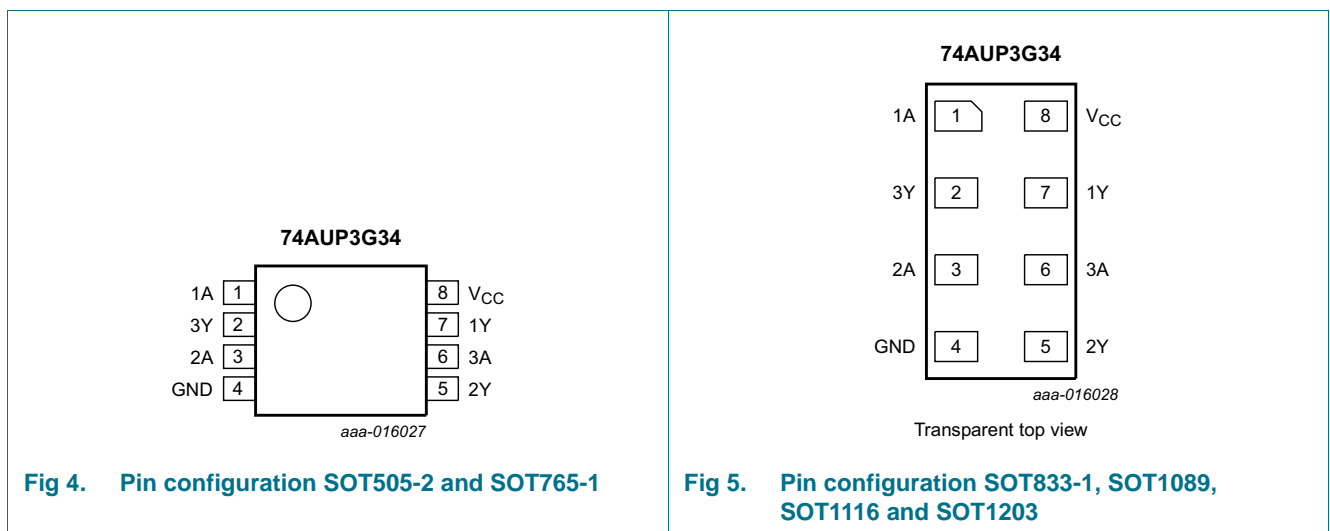 74AUP3G34
1A 1 8 VCC
3Y 2 7 1Y
2A 3 6 3A
GND 4 5 2Y
aaa-016027
Fig 4. Pin configuration SOT505-2 and SOT765-1
74AUP3G34
1A 1 8 VCC
3Y 2 7 1Y
2A 3 6 3A
GND 4 5 2Y
aaa-016028
Transparent top view
Fig 5. Pin configuration SOT833-1, SOT1089,
SOT1116 and SOT1203